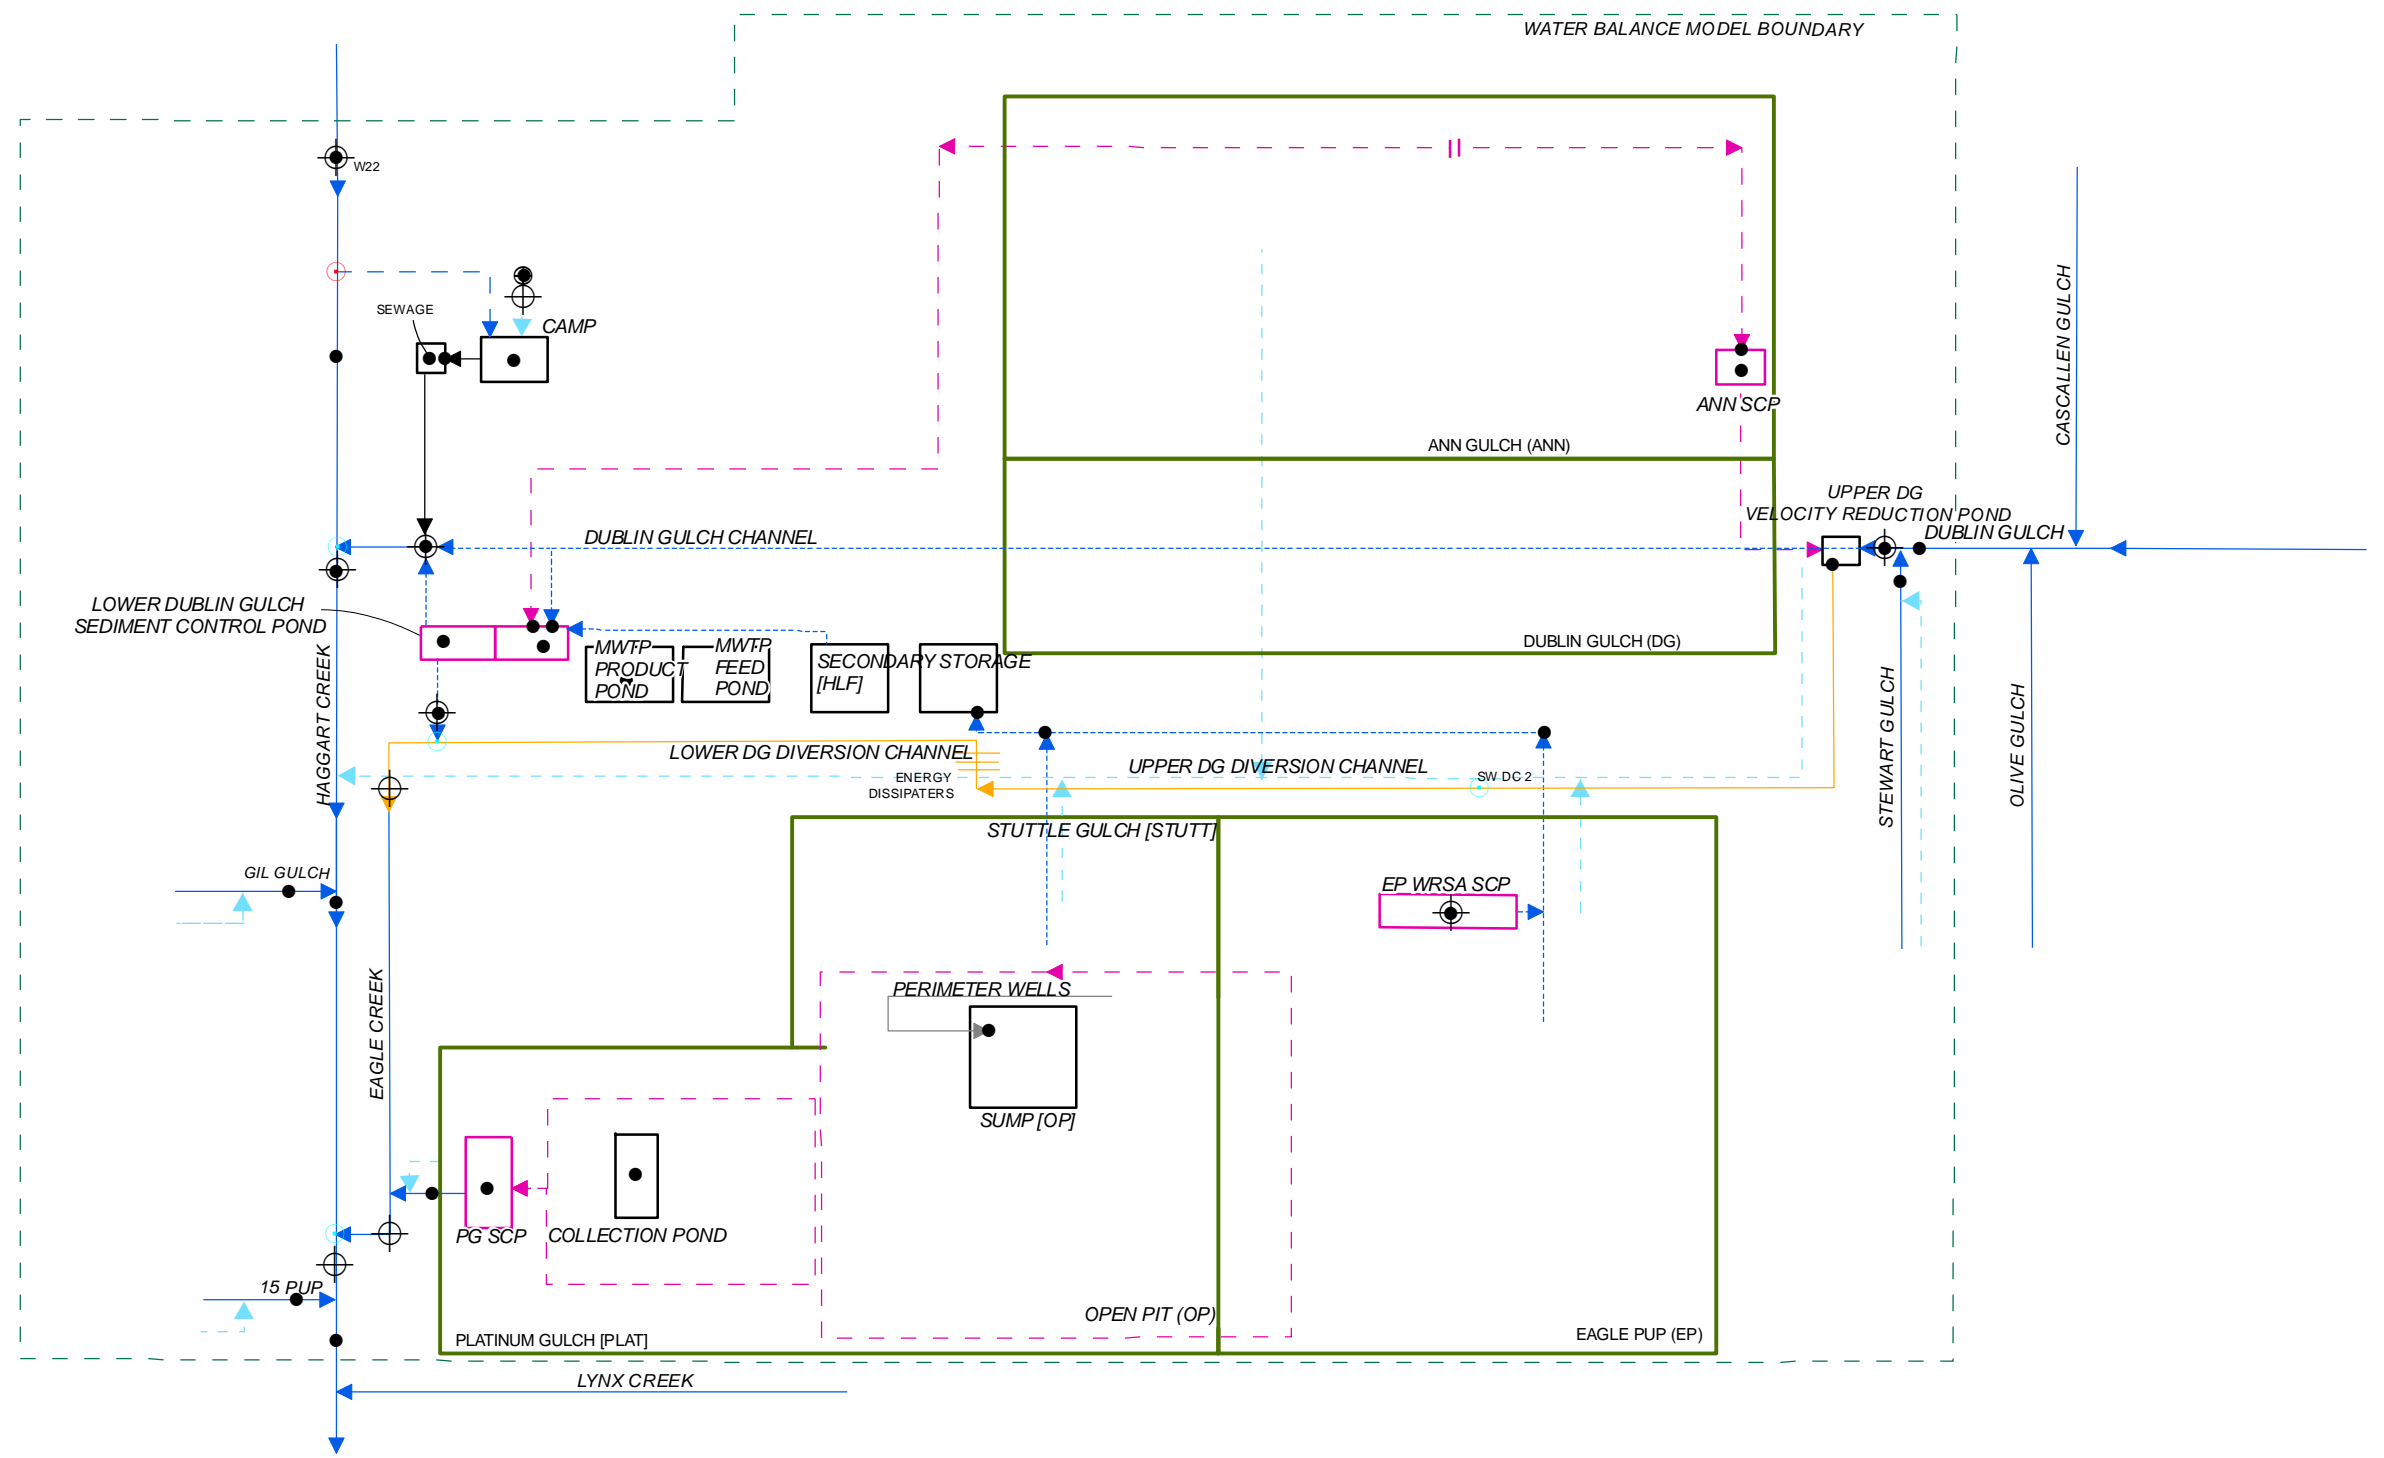 WATER BALANCE MODEL BOUNDARY
W22
SEWAGE
CAMP
CASCALLEN GULCH
ANN SCP
ANN GULCH (ANN)
UPPER DG
VELOCITY REDUCTION POND
DUBLIN GULCH
DUBLIN GULCH CHANNEL
LOWER DUBLIN GULCH
SEDIMENT CONTROL POND
HAGGART CREEK
MWTP
PRODUCT
POND
MWTP
FEED
POND
SECONDARY STORAGE
[HLF]
DUBLIN GULCH (DG)
STEWART GULCH
OLIVE GULCH
LOWER DG DIVERSION CHANNEL
UPPER DG DIVERSION CHANNEL
ENERGY
DISSIPATERS
SW DC 2
STUTTLE GULCH [STUTT]
GIL GULCH
EP WRSA SCP
EAGLE CREEK
PERIMETER WELLS
SUMP [OP]
PG SCP
COLLECTION POND
15 PUP
OPEN PIT (OP)
PLATINUM GULCH [PLAT]
EAGLE PUP (EP)
LYNX CREEK